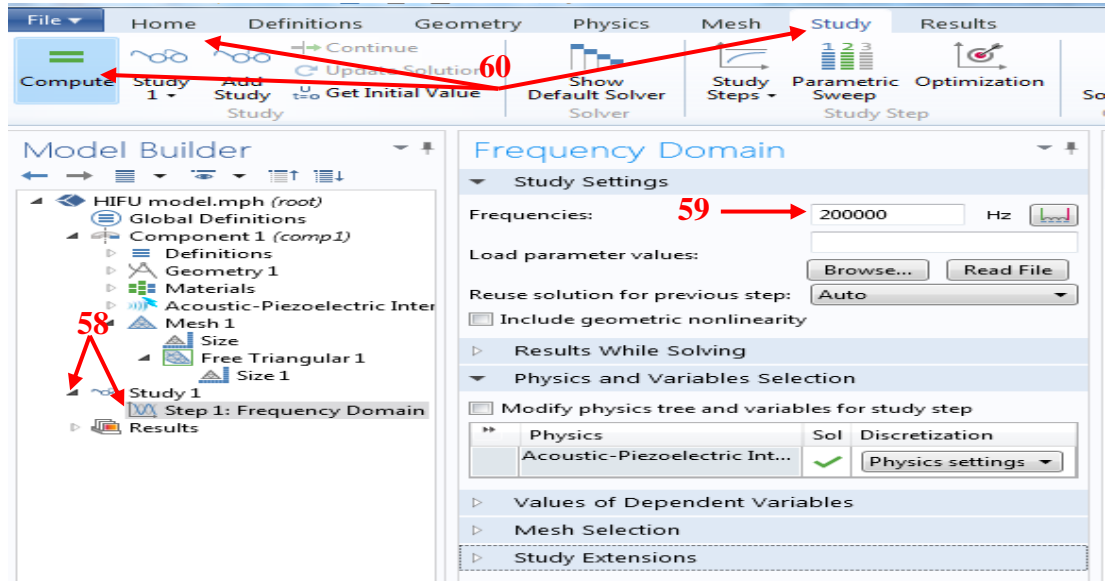 File Home Definitions Geometry Physics Mesh Study Results
Compute Study 1 Add Study Continue Update Solution t=0 Get Initial Value 60 Show Default Solver Study Steps 1 2 3 Parametric Sweep Optimization So
Study Solver Study Step
Model Builder
HIFU model.mph (root)
Global Definitions
Component 1 (comp1)
Definitions
Geometry 1
Materials
Acoustic-Piezoelectric Inter
58 Mesh 1
Size
Free Triangular 1
Size 1
Study 1
Step 1: Frequency Domain
Results
Frequency Domain
Study Settings
Frequencies: 59 200000 Hz
Load parameter values:
Browse... Read File
Reuse solution for previous step: Auto
Include geometric nonlinearity
Results While Solving
Physics and Variables Selection
Modify physics tree and variables for study step
Physics Sol Discretization
Acoustic-Piezoelectric Int... Physics settings
Values of Dependent Variables
Mesh Selection
Study Extensions